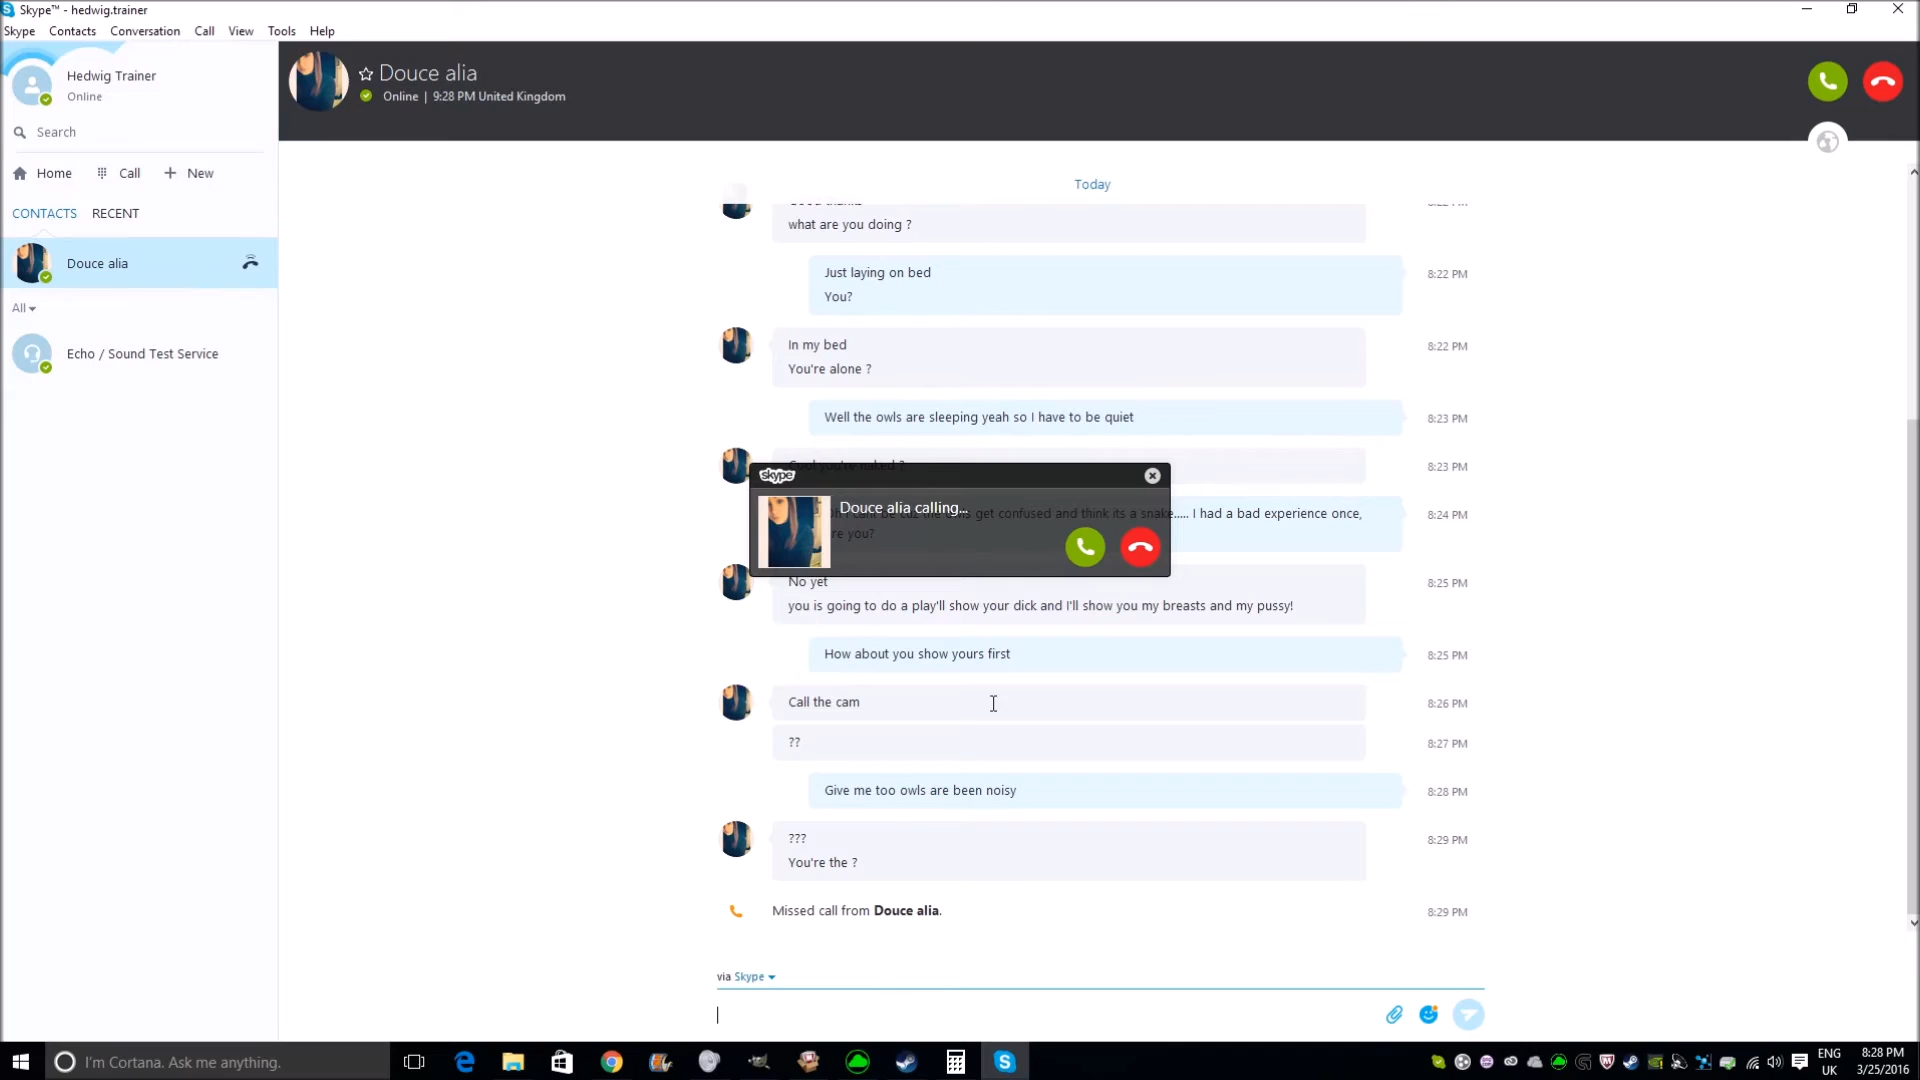 Skype™ - hedwig.trainer
Skype Contacts Conversation Call View Tools Help
Hedwig Trainer
Online
Search
Home Call New
CONTACTS RECENT
Douce alia
All
Echo / Sound Test Service
Douce alia
Online | 9:28 PM United Kingdom
Today
what are you doing ?
Just laying on bed 8:22 PM
You?
In my bed 8:22 PM
You're alone ?
Well the owls are sleeping yeah so I have to be quiet 8:23 PM
Cool you're naked ? 8:23 PM
skype
Douce alia calling...
get confused and think its a snake..... I had a bad experience once, 8:24 PM
you?
No yet 8:25 PM
you is going to do a play'll show your dick and I'll show you my breasts and my pussy!
How about you show yours first 8:25 PM
Call the cam 8:26 PM
?? 8:27 PM
Give me too owls are been noisy 8:28 PM
??? 8:29 PM
You're the ?
Missed call from Douce alia. 8:29 PM
via Skype
I'm Cortana. Ask me anything.
ENG
UK
8:28 PM
3/25/2016